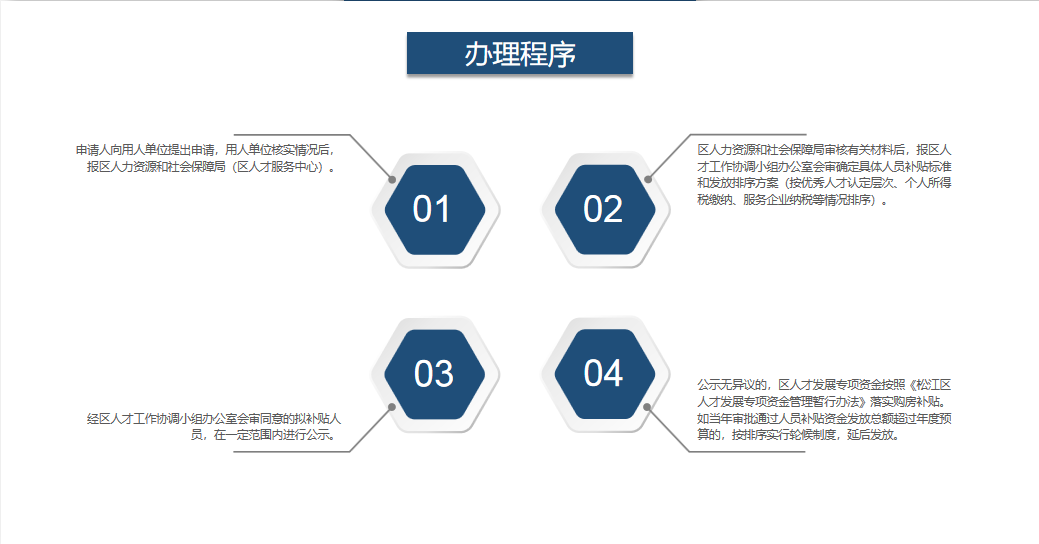 办理程序
申请人向用人单位提出申请，用人单位核实情况后，
报区人力资源和社会保障局（区人才服务中心）。
01
02
区人力资源和社会保障局审核有关材料后，报区人
才工作协调小组办公室会审确定具体人员补贴标准
和发放排序方案（按优秀人才认定层次、个人所得
税缴纳、服务企业纳税等情况排序）。
03
经区人才工作协调小组办公室会审同意的拟补贴人
员，在一定范围内进行公示。
04
公示无异议的，区人才发展专项资金按照《松江区
人才发展专项资金管理暂行办法》落实购房补贴。
如当年审批通过人员补贴资金发放总额超过年度预
算的，按排序实行轮候制度，延后发放。